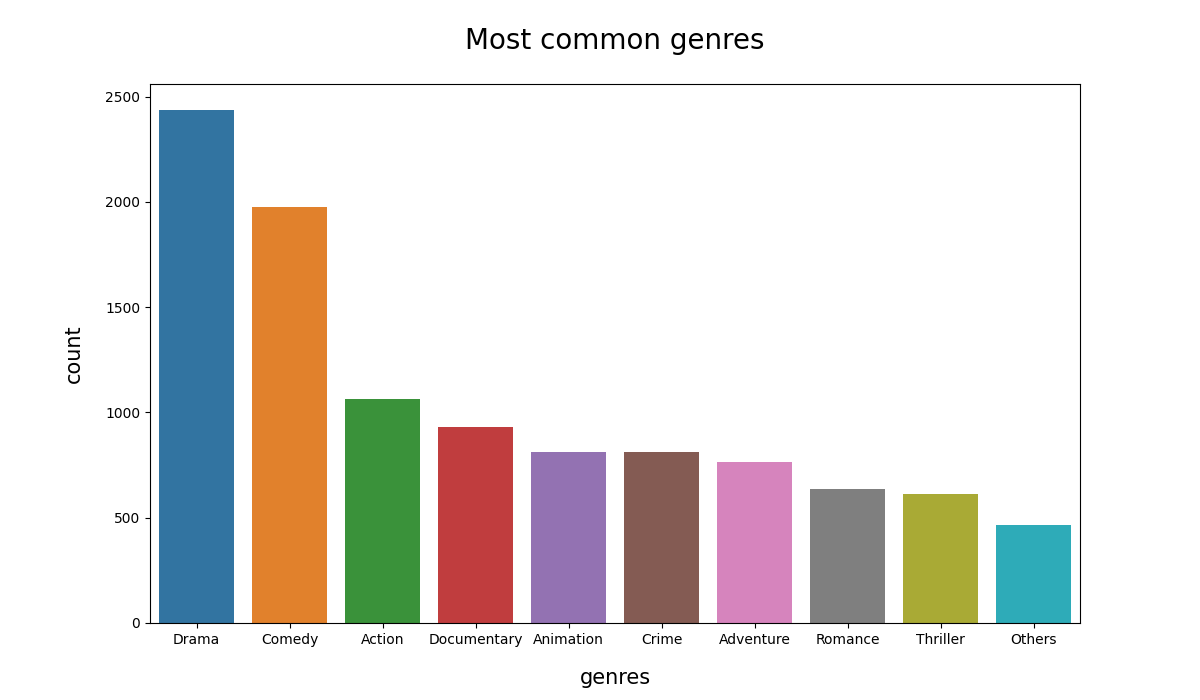 Most common genres
2500
2000
1500
1000
500
0
count
Drama Comedy Action Documentary Animation Crime Adventure Romance Thriller Others
genres